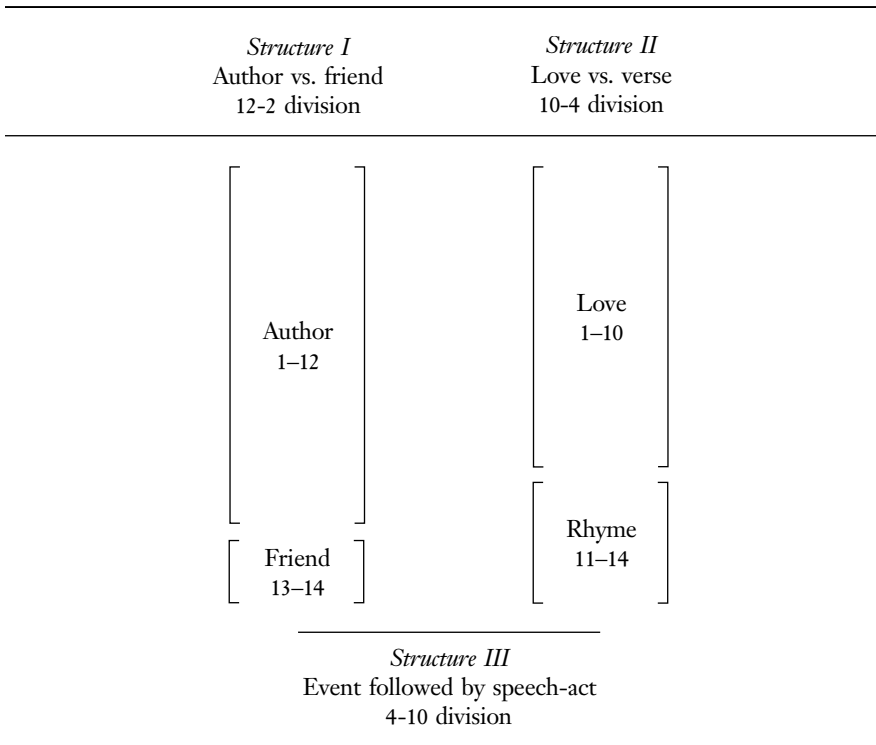 Structure I
Author vs. friend
12-2 division
Structure II
Love vs. verse
10-4 division
Author
1–12
Friend
13–14
Love
1–10
Rhyme
11–14
Structure III
Event followed by speech-act
4-10 division